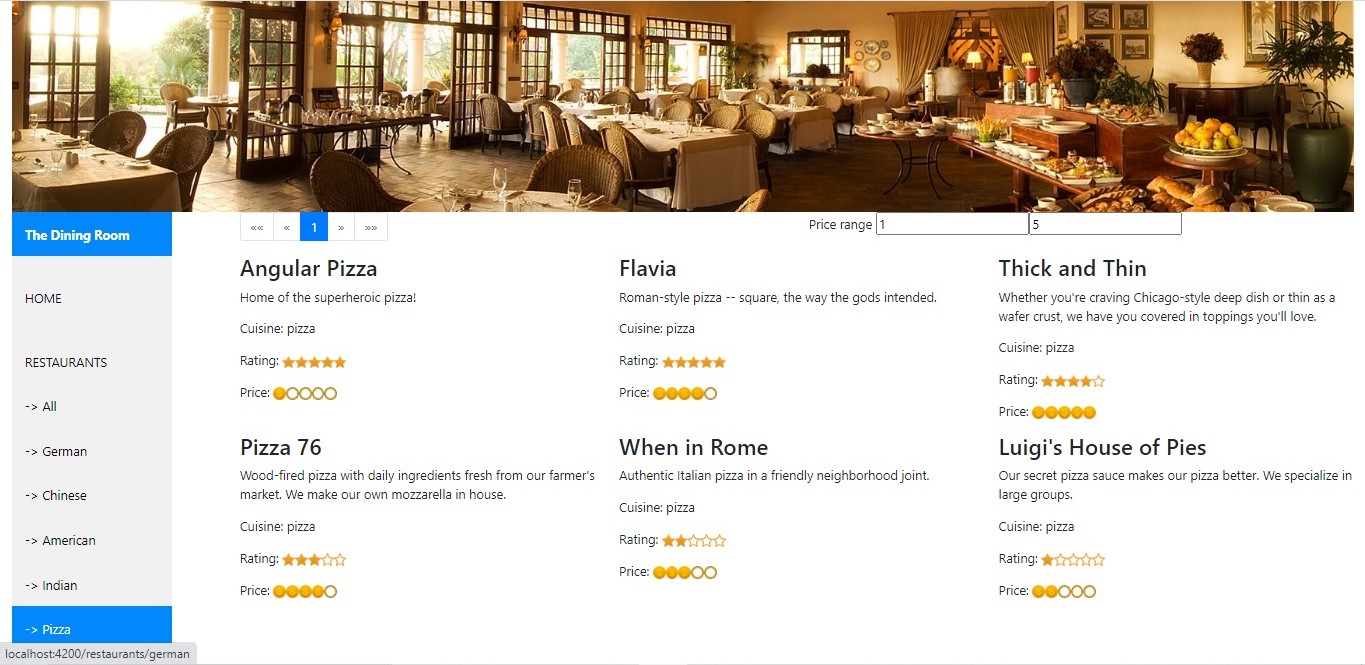 The Dining Room
HOME
RESTAURANTS
-> All
-> German
-> Chinese
-> American
-> Indian
-> Pizza
«« « 1 » »»
Price range 1 5
Angular Pizza
Home of the superheroic pizza!
Cuisine: pizza
Rating:
Price:
Flavia
Roman-style pizza -- square, the way the gods intended.
Cuisine: pizza
Rating:
Price:
Thick and Thin
Whether you're craving Chicago-style deep dish or thin as a
wafer crust, we have you covered in toppings you'll love.
Cuisine: pizza
Rating:
Price:
Pizza 76
Wood-fired pizza with daily ingredients fresh from our farmer's
market. We make our own mozzarella in house.
Cuisine: pizza
Rating:
Price:
When in Rome
Authentic Italian pizza in a friendly neighborhood joint.
Cuisine: pizza
Rating:
Price:
Luigi's House of Pies
Our secret pizza sauce makes our pizza better. We specialize in
large groups.
Cuisine: pizza
Rating:
Price:
localhost:4200/restaurants/german